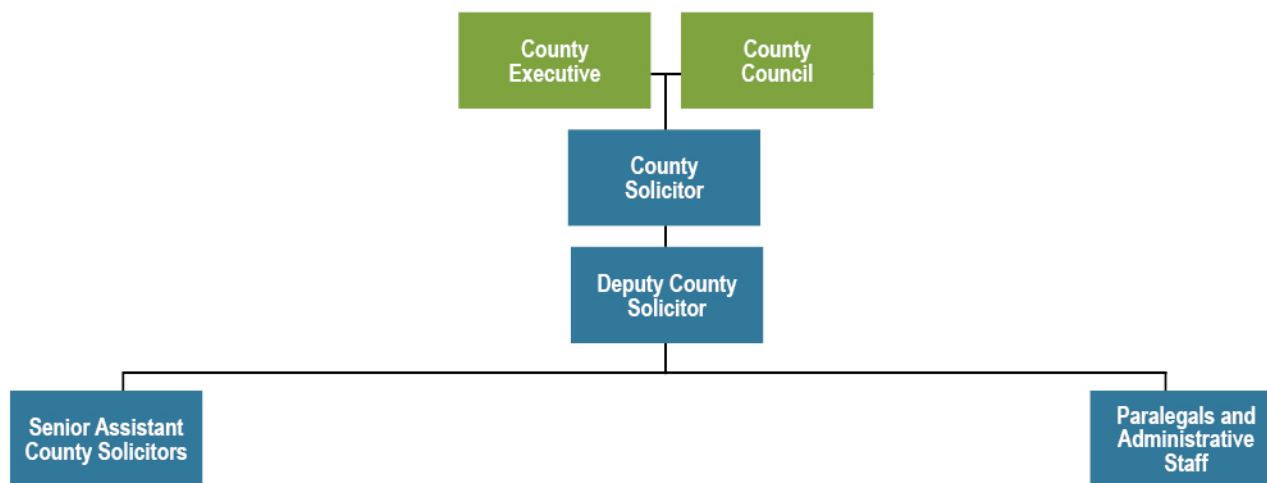 County
Executive
County
Council
County
Solicitor
Deputy County
Solicitor
Senior Assistant
County Solicitors
Paralegals and
Administrative
Staff